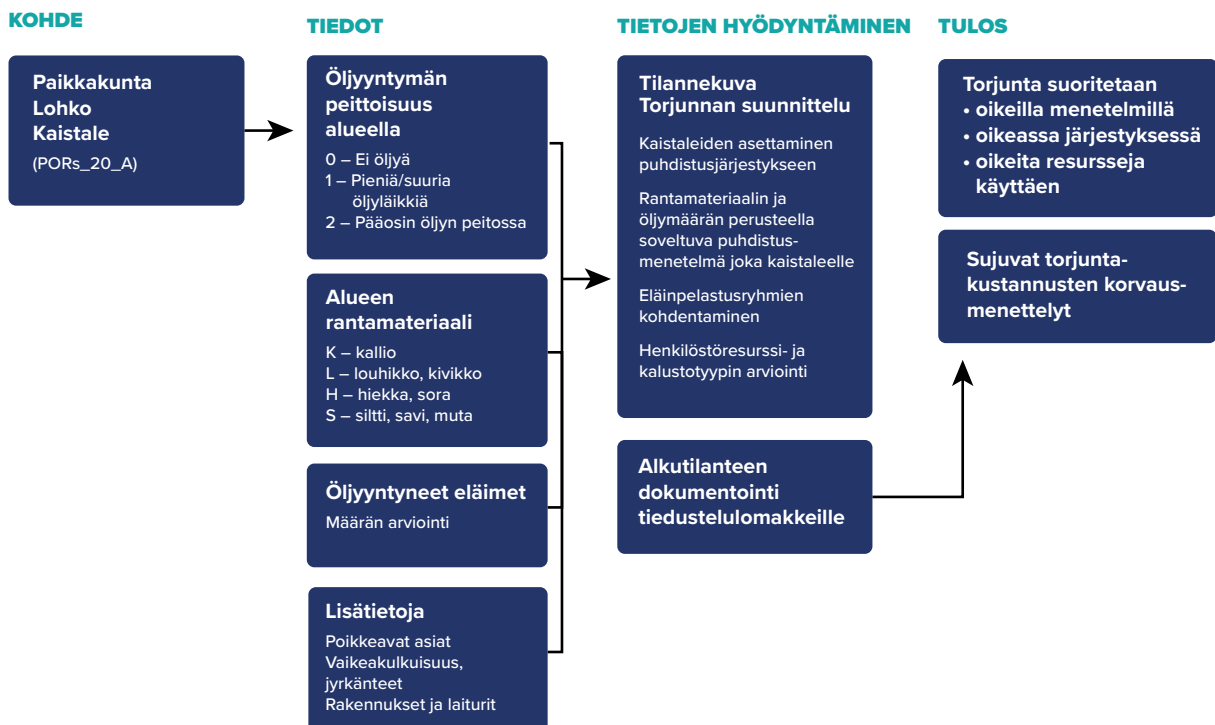 KOHDE
Paikkakunta
Lohko
Kaistale
(PORs_20_A)
TIEDOT
Öljyyntymän
peittoisuus
alueella
0 – Ei öljyä
1 – Pieniä/suuria
öljyläikkiä
2 – Pääosin öljyn peitossa
Alueen
rantamateriaali
K – kallio
L – louhikko, kivikko
H – hiekka, sora
S – siltti, savi, muta
Öljyyntyneet eläimet
Määrän arviointi
Lisätietoja
Poikkeavat asiat
Vaikeakulkuisuus,
jyrkänteet
Rakennukset ja laiturit
TIETOJEN HYÖDYNTÄMINEN
Tilannekuva
Torjunnan suunnittelu
Kaistaleiden asettaminen
puhdistusjärjestykseen
Rantamateriaalin ja
öljymäärän perusteella
soveltuva puhdistus-
menetelmä joka kaistaleelle
Eläinpelastusryhmien
kohdentaminen
Henkilöstöresurssi- ja
kalustotyypin arviointi
Alkutilanteen
dokumentointi
tiedustelulomakkeille
TULOS
Torjunta suoritetaan
• oikeilla menetelmillä
• oikeassa järjestyksessä
• oikeita resursseja
käyttäen
Sujuvat torjunta-
kustannusten korvaus-
menettelyt